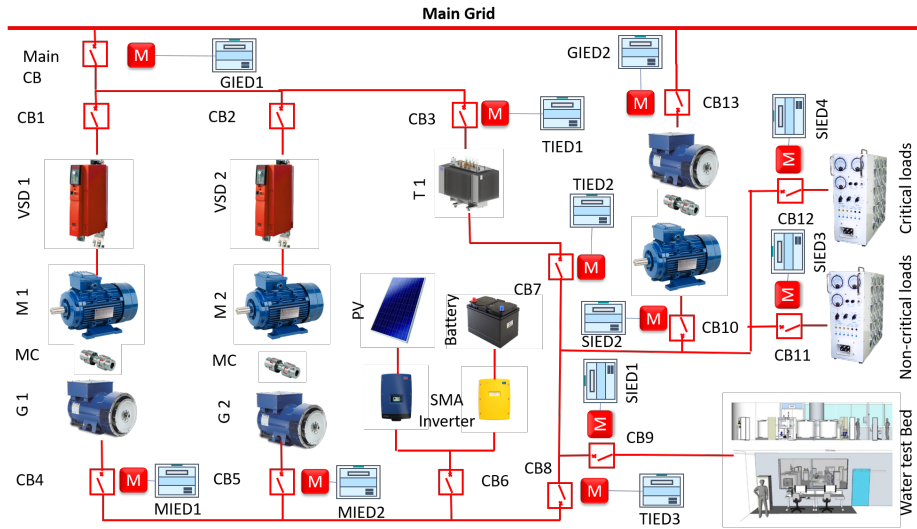 Main Grid
Main
CB
M
GIED1
GIED2
M
CB13
CB1
CB2
CB3
M
TIED1
SIED4
M
CB12
Critical loads
VSD 1
VSD 2
T 1
TIED2
M
CB7
SIED3
M
CB11
Non-critical loads
M 1
M 2
PV
Battery
SIED2
M
CB10
MC
MC
SMA
Inverter
SIED1
M
CB9
G 1
G 2
Water test Bed
CB4
M
MIED1
CB5
M
MIED2
CB6
CB8
M
TIED3